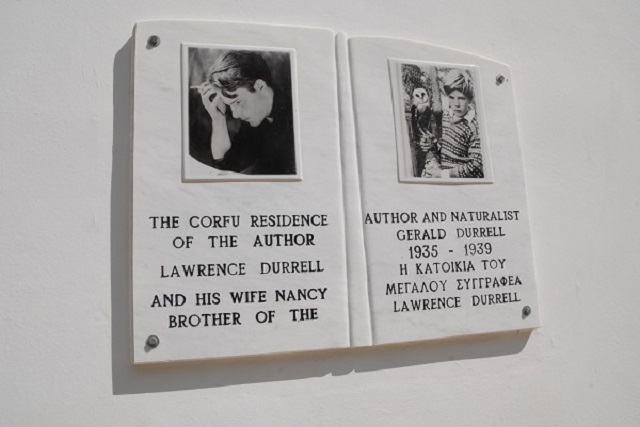 THE CORFU RESIDENCE
OF THE AUTHOR
LAWRENCE DURRELL
AND HIS WIFE NANCY
BROTHER OF THE
AUTHOR AND NATURALIST
GERALD DURRELL
1935 - 1939
Η ΚΑΤΟΙΚΙΑ ΤΟΥ
ΜΕΓΑΛΟΥ ΣΥΓΓΡΑΦΕΑ
LAWRENCE DURRELL